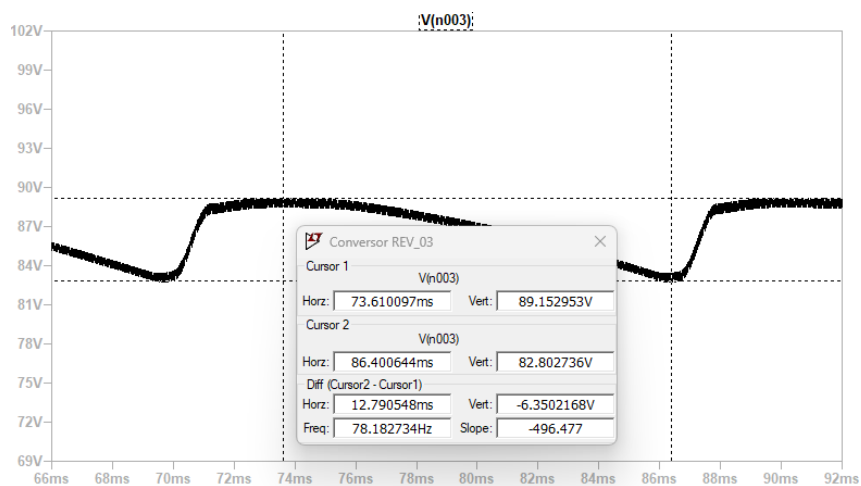 V(n003)
102V
99V
96V
93V
90V
87V
84V
81V
78V
75V
72V
69V
Conversor REV_03
Cursor 1
V(n003)
Horz: 73.610097ms Vert: 89.152953V
Cursor 2
V(n003)
Horz: 86.400644ms Vert: 82.802736V
Diff (Cursor2 - Cursor1)
Horz: 12.790548ms Vert: -6.3502168V
Freq: 78.182734Hz Slope: -496.477
66ms 68ms 70ms 72ms 74ms 76ms 78ms 80ms 82ms 84ms 86ms 88ms 90ms 92ms